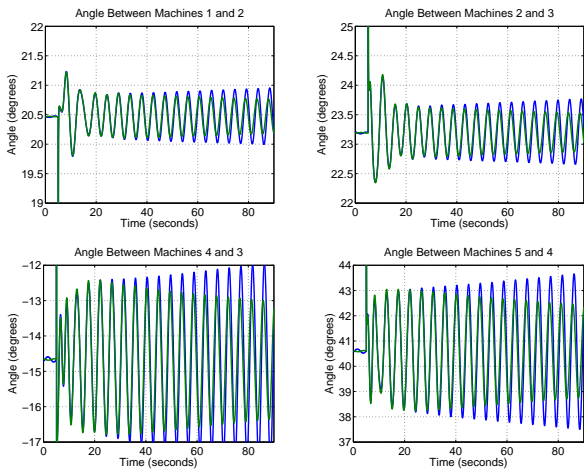 Angle Between Machines 1 and 2
Angle (degrees)
22
21.5
21
20.5
20
19.5
19
0 20 40 60 80
Time (seconds)
Angle Between Machines 2 and 3
Angle (degrees)
25
24.5
24
23.5
23
22.5
22
0 20 40 60 80
Time (seconds)
Angle Between Machines 4 and 3
Angle (degrees)
−12
−13
−14
−15
−16
−17
0 20 40 60 80
Time (seconds)
Angle Between Machines 5 and 4
Angle (degrees)
44
43
42
41
40
39
38
37
0 20 40 60 80
Time (seconds)